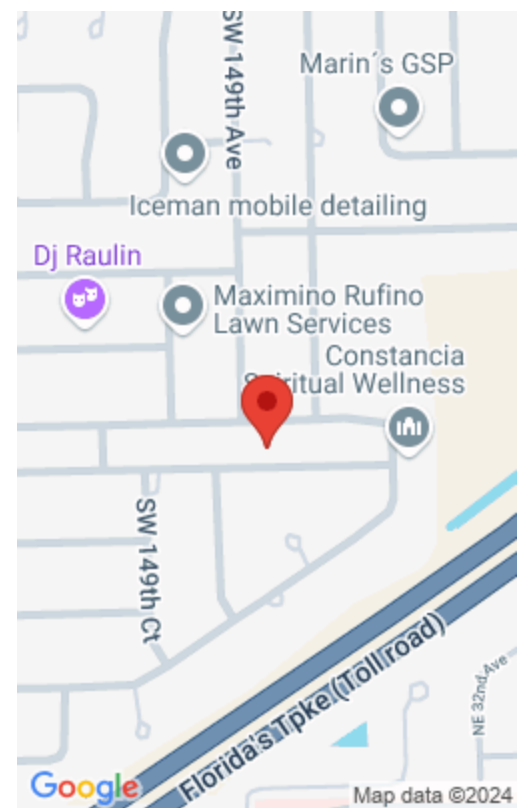 SW 149th Ave
Marin´s GSP
Iceman mobile detailing
Dj Raulin
Maximino Rufino
Lawn Services
Constancia
Spiritual Wellness
SW 149th Ct
Florida's Tpke (Toll road)
NE 32nd Ave
Google
Map data ©2024